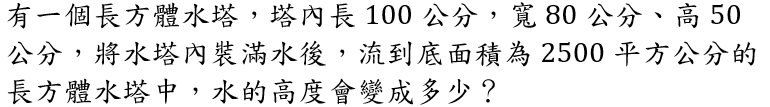 有一個長方體水塔，塔內長 100 公分，寬 80 公分、高 50
公分，將水塔內裝滿水後，流到底面積為 2500 平方公分的
長方體水塔中，水的高度會變成多少？